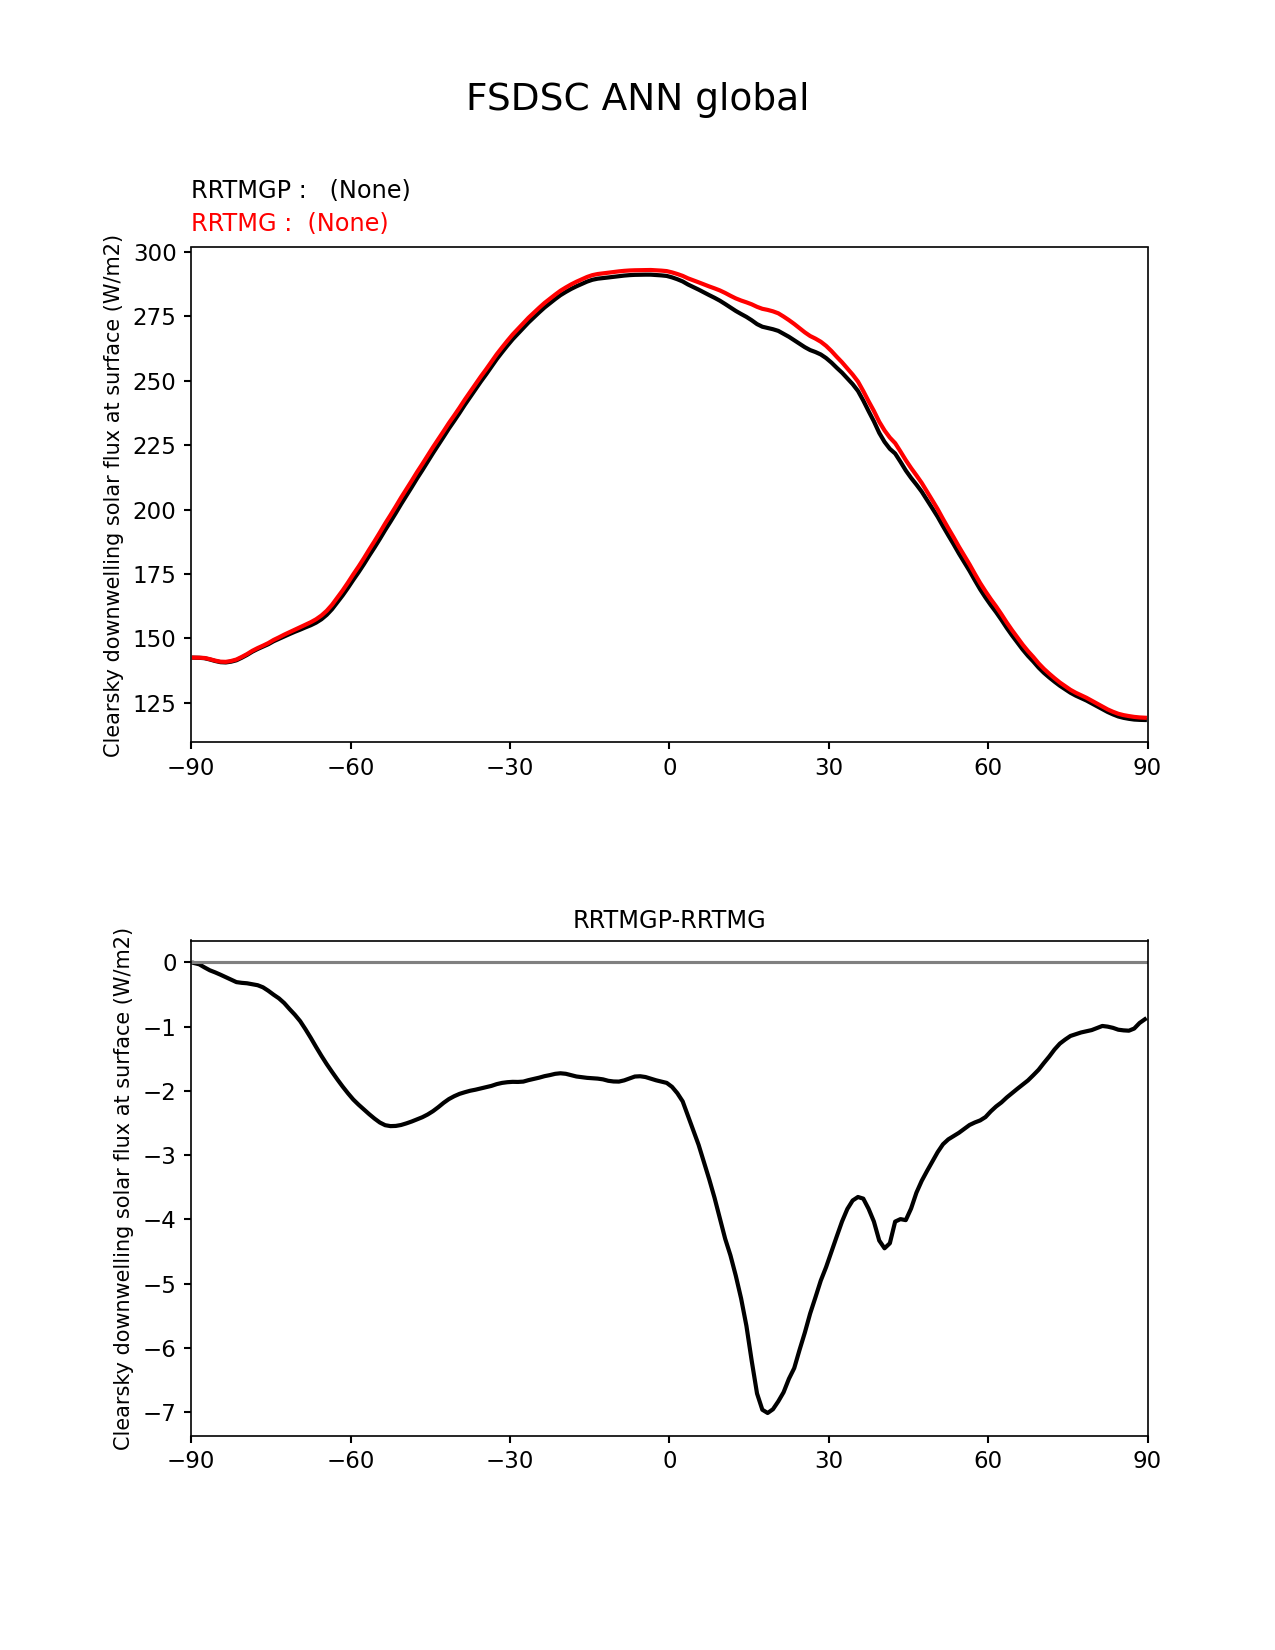 FSDSC ANN global
RRTMGP :   (None)
RRTMG :  (None)
Clearsky downwelling solar flux at surface (W/m2)
300
275
250
225
200
175
150
125
−90 −60 −30 0 30 60 90
RRTMGP-RRTMG
Clearsky downwelling solar flux at surface (W/m2)
0
−1
−2
−3
−4
−5
−6
−7
−90 −60 −30 0 30 60 90